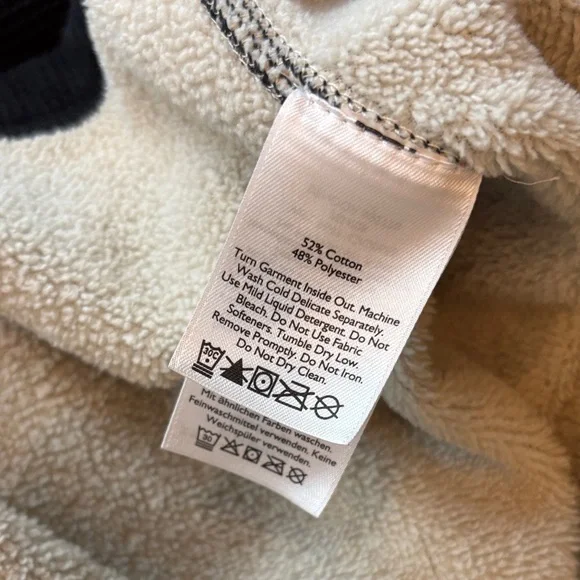 52% Cotton
48% Polyester
Turn Garment Inside Out. Machine
Wash Cold Delicate Separately.
Use Mild Liquid Detergent. Do Not
Bleach. Do Not Use Fabric
Softeners. Tumble Dry Low.
Remove Promptly. Do Not Iron.
Do Not Dry Clean.
30C
Mit ähnlichen Farben waschen.
Feinwaschmittel verwenden. Keine
Weichspüler verwenden.
30